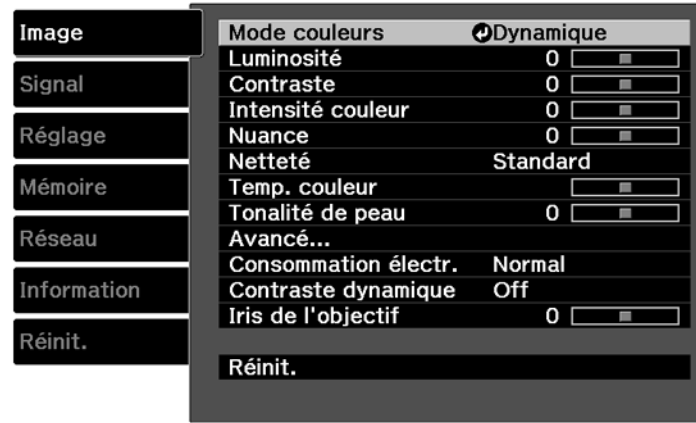 Image
Signal
Réglage
Mémoire
Réseau
Information
Réinit.
Mode couleurs Dynamique
Luminosité 0
Contraste 0
Intensité couleur 0
Nuance 0
Netteté Standard
Temp. couleur
Tonalité de peau 0
Avancé...
Consommation électr. Normal
Contraste dynamique Off
Iris de l'objectif 0
Réinit.